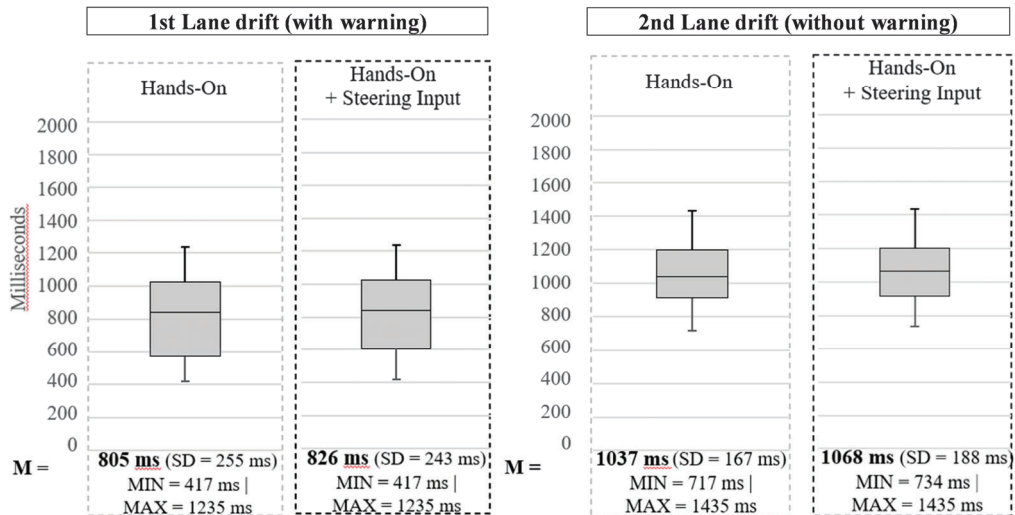 1st Lane drift (with warning)
Hands-On
Hands-On
+ Steering Input
Milliseconds
2000
1800
1600
1400
1200
1000
800
600
400
200
0
M =
805 ms (SD = 255 ms)
MIN = 417 ms |
MAX = 1235 ms
826 ms (SD = 243 ms)
MIN = 417 ms |
MAX = 1235 ms
2nd Lane drift (without warning)
Hands-On
Hands-On
+ Steering Input
2000
1800
1600
1400
1200
1000
800
600
400
200
0
M =
1037 ms (SD = 167 ms)
MIN = 717 ms |
MAX = 1435 ms
1068 ms (SD = 188 ms)
MIN = 734 ms |
MAX = 1435 ms